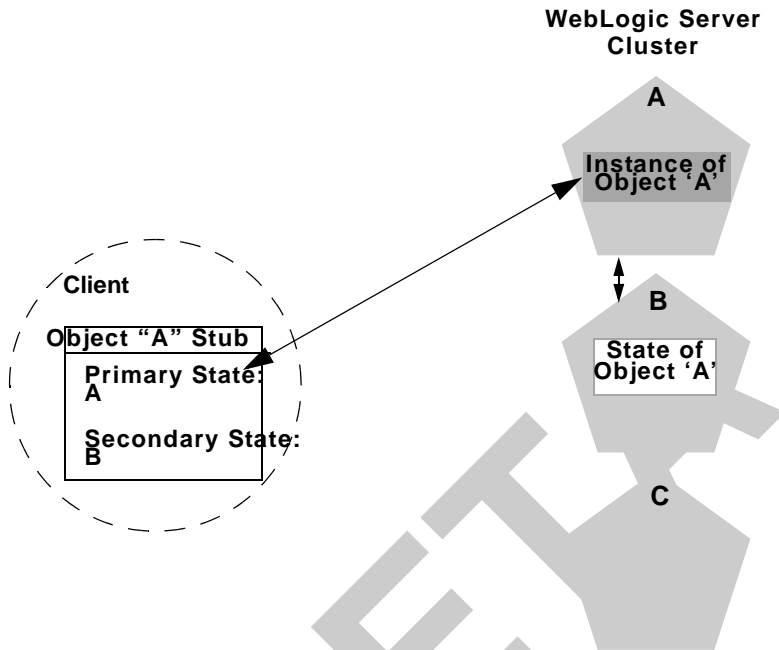 WebLogic Server
Cluster
A
Instance of
Object ‘A’
Client
Object “A” Stub
Primary State:
A
Secondary State:
B
B
State of
Object ‘A’
C